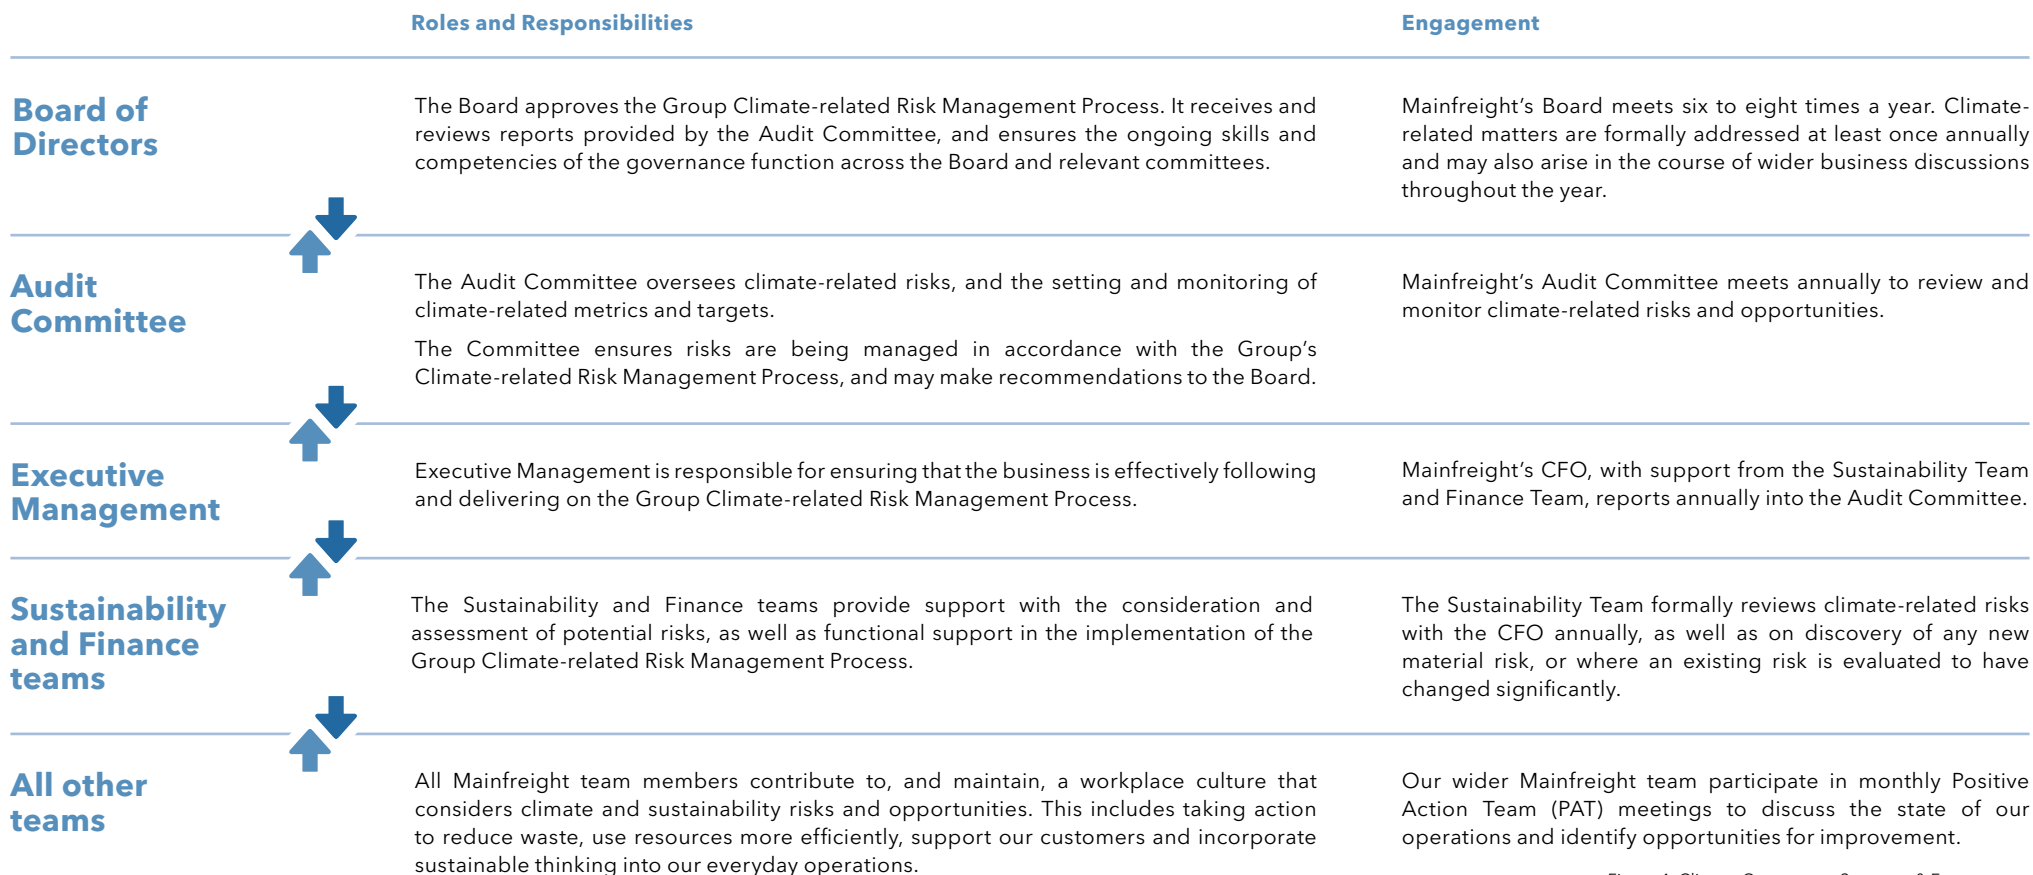 Roles and Responsibilities
Engagement
Board of
Directors
The Board approves the Group Climate-related Risk Management Process. It receives and
reviews reports provided by the Audit Committee, and ensures the ongoing skills and
competencies of the governance function across the Board and relevant committees.
Mainfreight’s Board meets six to eight times a year. Climate-
related matters are formally addressed at least once annually
and may also arise in the course of wider business discussions
throughout the year.
Audit
Committee
The Audit Committee oversees climate-related risks, and the setting and monitoring of
climate-related metrics and targets.
The Committee ensures risks are being managed in accordance with the Group’s
Climate-related Risk Management Process, and may make recommendations to the Board.
Mainfreight’s Audit Committee meets annually to review and
monitor climate-related risks and opportunities.
Executive
Management
Executive Management is responsible for ensuring that the business is effectively following
and delivering on the Group Climate-related Risk Management Process.
Mainfreight’s CFO, with support from the Sustainability Team
and Finance Team, reports annually into the Audit Committee.
Sustainability
and Finance
teams
The Sustainability and Finance teams provide support with the consideration and
assessment of potential risks, as well as functional support in the implementation of the
Group Climate-related Risk Management Process.
The Sustainability Team formally reviews climate-related risks
with the CFO annually, as well as on discovery of any new
material risk, or where an existing risk is evaluated to have
changed significantly.
All other
teams
All Mainfreight team members contribute to, and maintain, a workplace culture that
considers climate and sustainability risks and opportunities. This includes taking action
to reduce waste, use resources more efficiently, support our customers and incorporate
sustainable thinking into our everyday operations.
Our wider Mainfreight team participate in monthly Positive
Action Team (PAT) meetings to discuss the state of our
operations and identify opportunities for improvement.